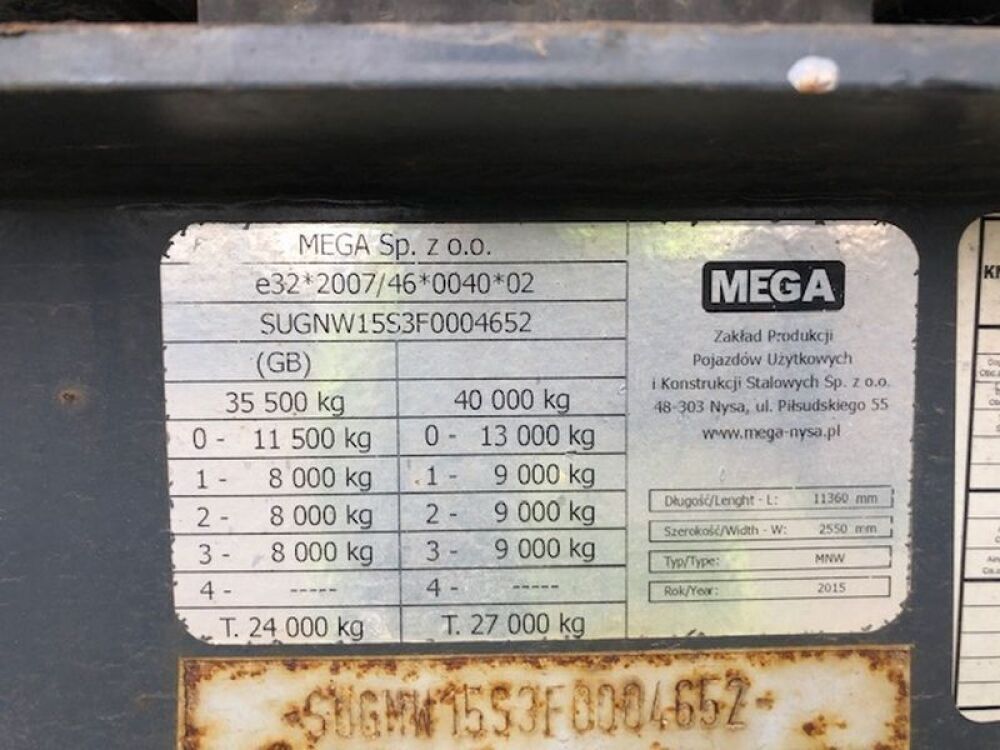 MEGA Sp. z o.o.
e32*2007/46*0040*02
SUGNW15S3F0004652
(GB)
35 500 kg 40 000 kg
0 - 11 500 kg 0 - 13 000 kg
1 - 8 000 kg 1 - 9 000 kg
2 - 8 000 kg 2 - 9 000 kg
3 - 8 000 kg 3 - 9 000 kg
4 - ----- 4 - -----
T. 24 000 kg T. 27 000 kg
MEGA
Zakład Produkcji
Pojazdów Użytkowych
i Konstrukcji Stalowych Sp. z o.o.
48-303 Nysa, ul. Piłsudskiego 55
www.mega-nysa.pl
Długość/Lenght - L: 11360 mm
Szerokość/Width - W: 2550 mm
Typ/Type: MNW
Rok/Year: 2015
SUGMW15S3F0004652